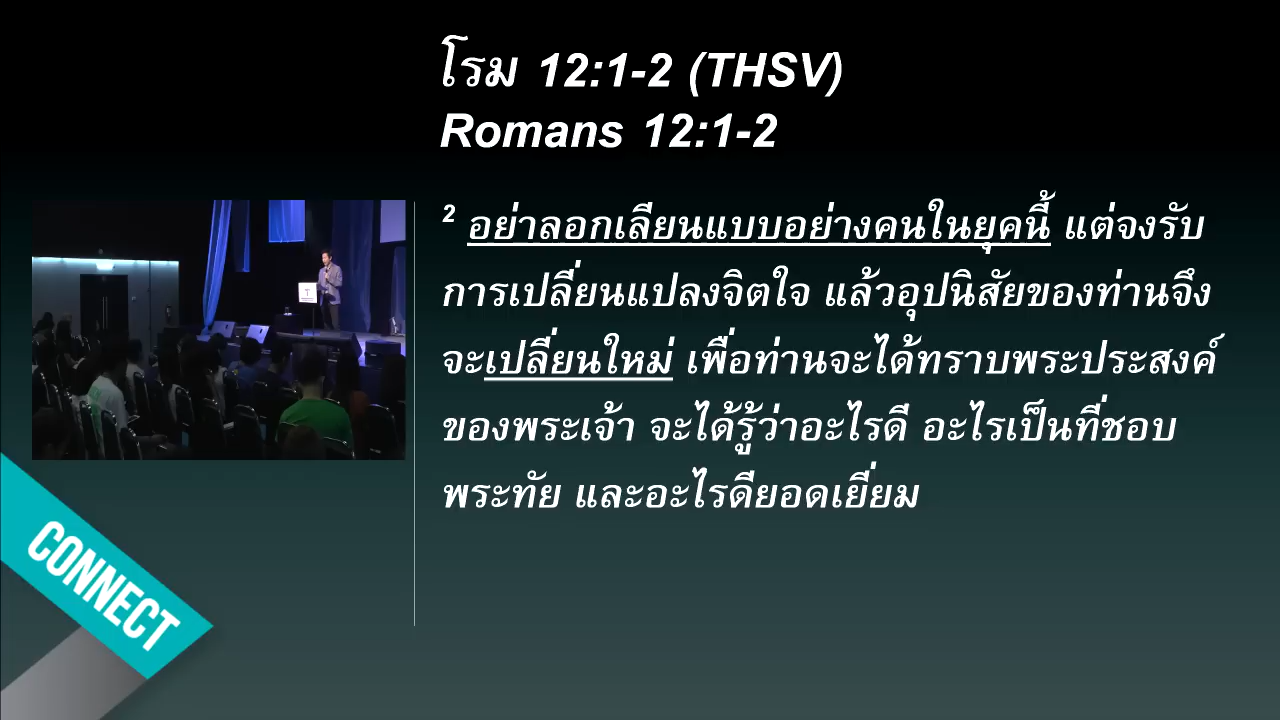 โรม 12:1-2 (THSV)
Romans 12:1-2
2 อย่าลอกเลียนแบบอย่างคนในยุคนี้ แต่จงรับ
การเปลี่ยนแปลงจิตใจ แล้วอุปนิสัยของท่านจึง
จะเปลี่ยนใหม่ เพื่อท่านจะได้ทราบพระประสงค์
ของพระเจ้า จะได้รู้ว่าอะไรดี อะไรเป็นที่ชอบ
พระทัย และอะไรดียอดเยี่ยม
CONNECT